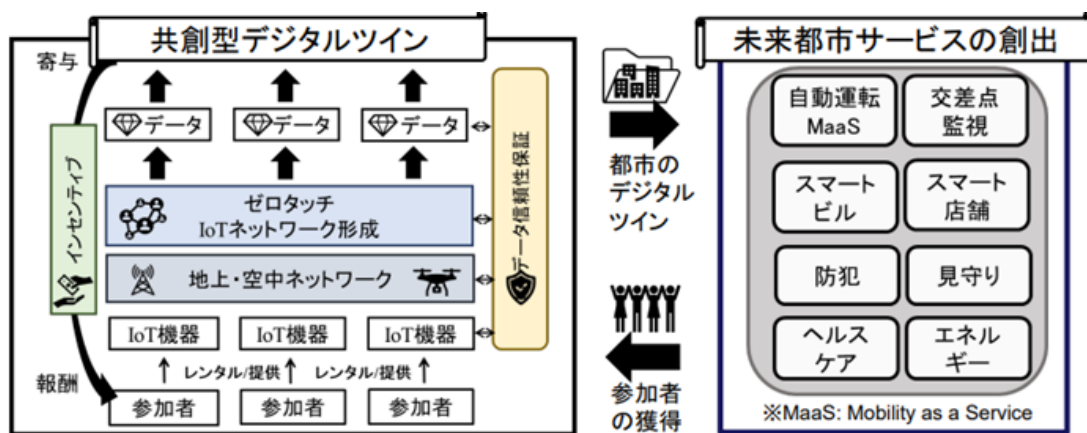 共創型デジタルツイン
寄与
データ
データ
データ
インセンティブ
ゼロタッチ
IoTネットワーク形成
地上・空中ネットワーク
データ信頼性保証
IoT機器
IoT機器
IoT機器
レンタル/提供
レンタル/提供
報酬
参加者
参加者
参加者
都市の
デジタル
ツイン
参加者
の獲得
未来都市サービスの創出
自動運転
MaaS
交差点
監視
スマート
ビル
スマート
店舗
防犯
見守り
ヘルス
ケア
エネル
ギー
※MaaS: Mobility as a Service